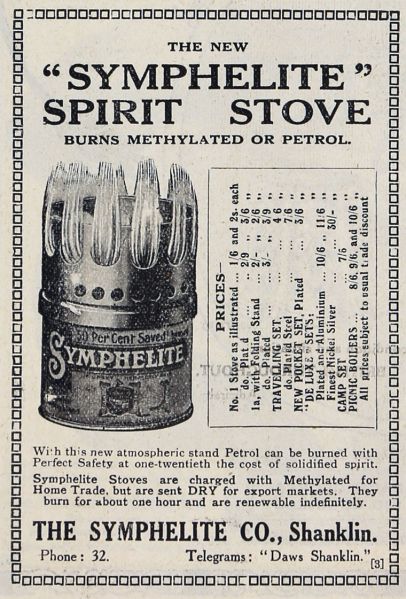 THE NEW
"SYMPHELITE"
SPIRIT STOVE
BURNS METHYLATED OR PETROL.
Per Cent Saved
SYMPHELITE
PRICES—
No. 1 Stove as illustrated ... 1/6 and 2s. each
do. Plat d ... 2/9 3/6 "
1a, with Folding Stand ... 2/- 2/6 "
do. Plated ... 3/- 3/9 "
TRAVELLING SET ... 4 6 "
do. Plated Steel ... 7/6 "
NEW POCKET SET, Plated ... 3/6 "
"DE LUXE" SETS:
Plated and Aluminium ... 10/6 11/6 "
Finest Nickel Silver ... 30/- "
CAMP SET ... 7/6
PICNIC BOILERS ... 8/6, 9/6, and 10/6 "
All prices subject to usual trade discount
With this new atmospheric stand Petrol can be burned with
Perfect Safety at one-twentieth the cost of solidified spirit.
Symphelite Stoves are charged with Methylated for
Home Trade, but are sent DRY for export markets. They
burn for about one hour and are renewable indefinitely.
THE SYMPHELITE CO., Shanklin.
Phone: 32. Telegrams: "Daws Shanklin."
[3]